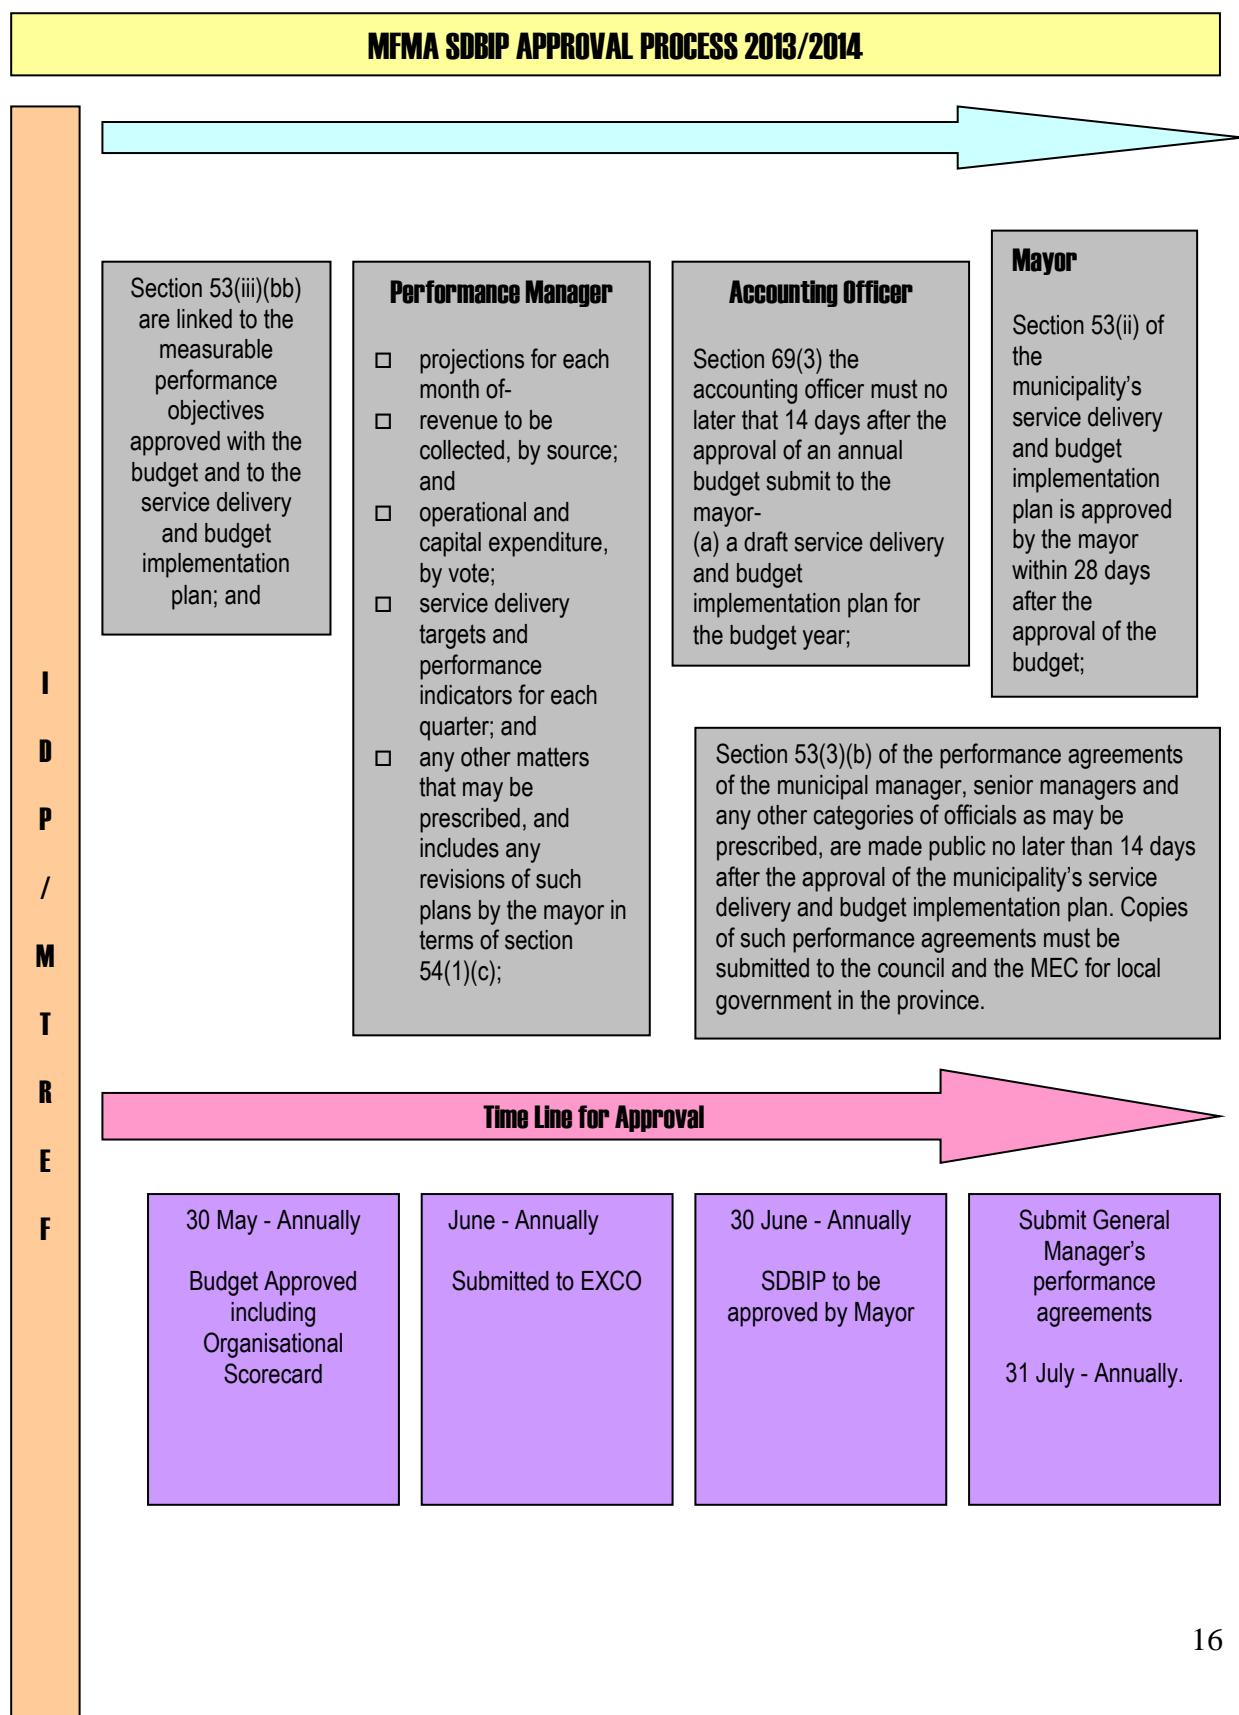 MFMA SDBIP APPROVAL PROCESS 2013/2014
I
D
P
/
M
T
R
E
F
Section 53(iii)(bb)
are linked to the
measurable
performance
objectives
approved with the
budget and to the
service delivery
and budget
implementation
plan; and
Performance Manager
projections for each
month of-
revenue to be
collected, by source;
and
operational and
capital expenditure,
by vote;
service delivery
targets and
performance
indicators for each
quarter; and
any other matters
that may be
prescribed, and
includes any
revisions of such
plans by the mayor in
terms of section
54(1)(c);
Accounting Officer
Section 69(3) the
accounting officer must no
later that 14 days after the
approval of an annual
budget submit to the
mayor-
(a) a draft service delivery
and budget
implementation plan for
the budget year;
Mayor
Section 53(ii) of
the
municipality’s
service delivery
and budget
implementation
plan is approved
by the mayor
within 28 days
after the
approval of the
budget;
Section 53(3)(b) of the performance agreements
of the municipal manager, senior managers and
any other categories of officials as may be
prescribed, are made public no later than 14 days
after the approval of the municipality’s service
delivery and budget implementation plan. Copies
of such performance agreements must be
submitted to the council and the MEC for local
government in the province.
Time Line for Approval
30 May - Annually
Budget Approved
including
Organisational
Scorecard
June - Annually
Submitted to EXCO
30 June - Annually
SDBIP to be
approved by Mayor
Submit General
Manager’s
performance
agreements
31 July - Annually.
16